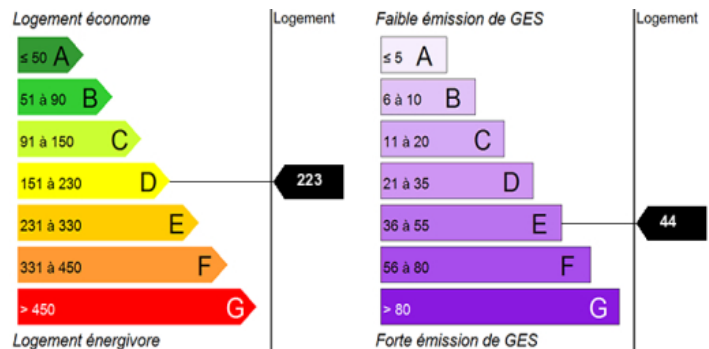 Logement économe
Logement
≤ 50 A
51 à 90 B
91 à 150 C
151 à 230 D
223
231 à 330 E
331 à 450 F
> 450 G
Logement énergivore
Faible émission de GES
Logement
≤ 5 A
6 à 10 B
11 à 20 C
21 à 35 D
36 à 55 E
44
56 à 80 F
> 80 G
Forte émission de GES